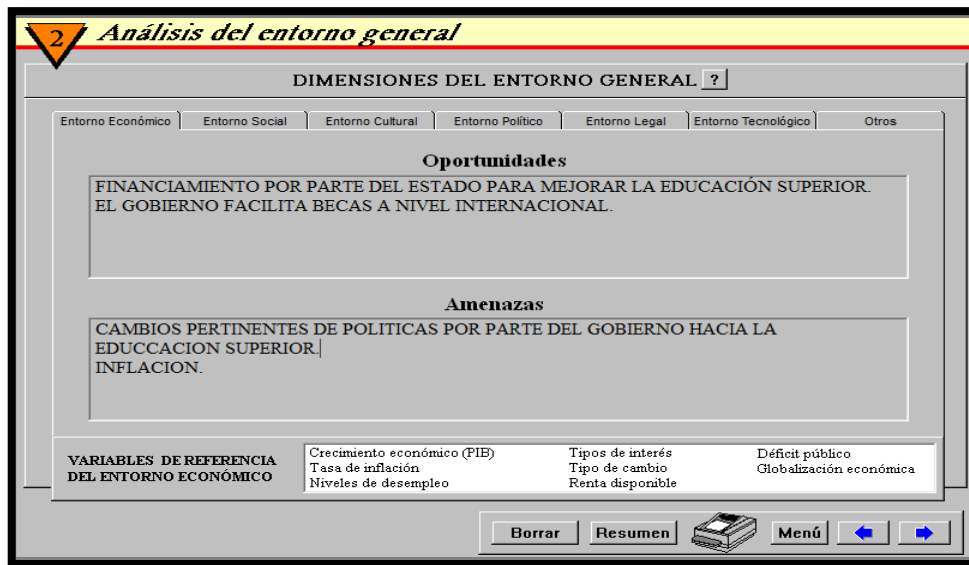 2 Análisis del entorno general
DIMENSIONES DEL ENTORNO GENERAL ?
Entorno Económico Entorno Social Entorno Cultural Entorno Político Entorno Legal Entorno Tecnológico Otros
Oportunidades
FINANCIAMIENTO POR PARTE DEL ESTADO PARA MEJORAR LA EDUCACIÓN SUPERIOR.
EL GOBIERNO FACILITA BECAS A NIVEL INTERNACIONAL.
Amenazas
CAMBIOS PERTINENTES DE POLITICAS POR PARTE DEL GOBIERNO HACIA LA
EDUCCACION SUPERIOR.
INFLACION.
VARIABLES DE REFERENCIA
DEL ENTORNO ECONÓMICO
Crecimiento económico (PIB) Tipos de interés Déficit público
Tasa de inflación Tipo de cambio Globalización económica
Niveles de desempleo Renta disponible
Borrar Resumen Menú